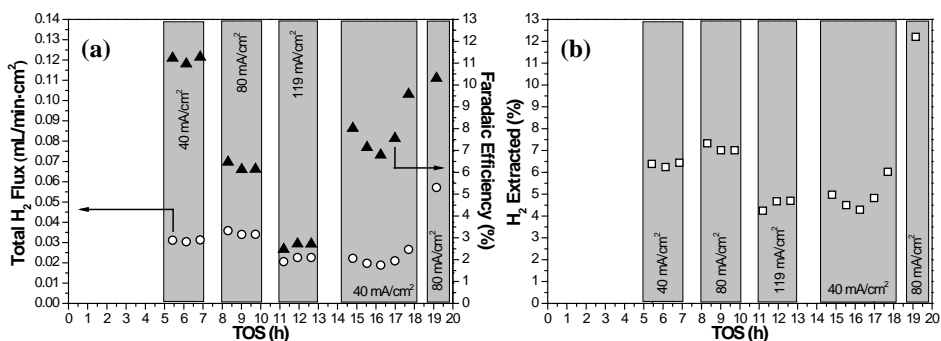 (a)
Total H2 Flux (mL/min·cm2)
0.14
0.13
0.12
0.11
0.10
0.09
0.08
0.07
0.06
0.05
0.04
0.03
0.02
0.01
0.00
40 mA/cm2
80 mA/cm2
119 mA/cm2
40 mA/cm2
80 mA/cm2
13
12
11
10
9
8
7
6
5
4
3
2
1
0
Faradaic Efficiency (%)
0 1 2 3 4 5 6 7 8 9 10 11 12 13 14 15 16 17 18 19 20
TOS (h)
(b)
H2 Extracted (%)
13
12
11
10
9
8
7
6
5
4
3
2
1
0
40 mA/cm2
80 mA/cm2
119 mA/cm2
40 mA/cm2
80 mA/cm2
0 1 2 3 4 5 6 7 8 9 10 11 12 13 14 15 16 17 18 19 20
TOS (h)